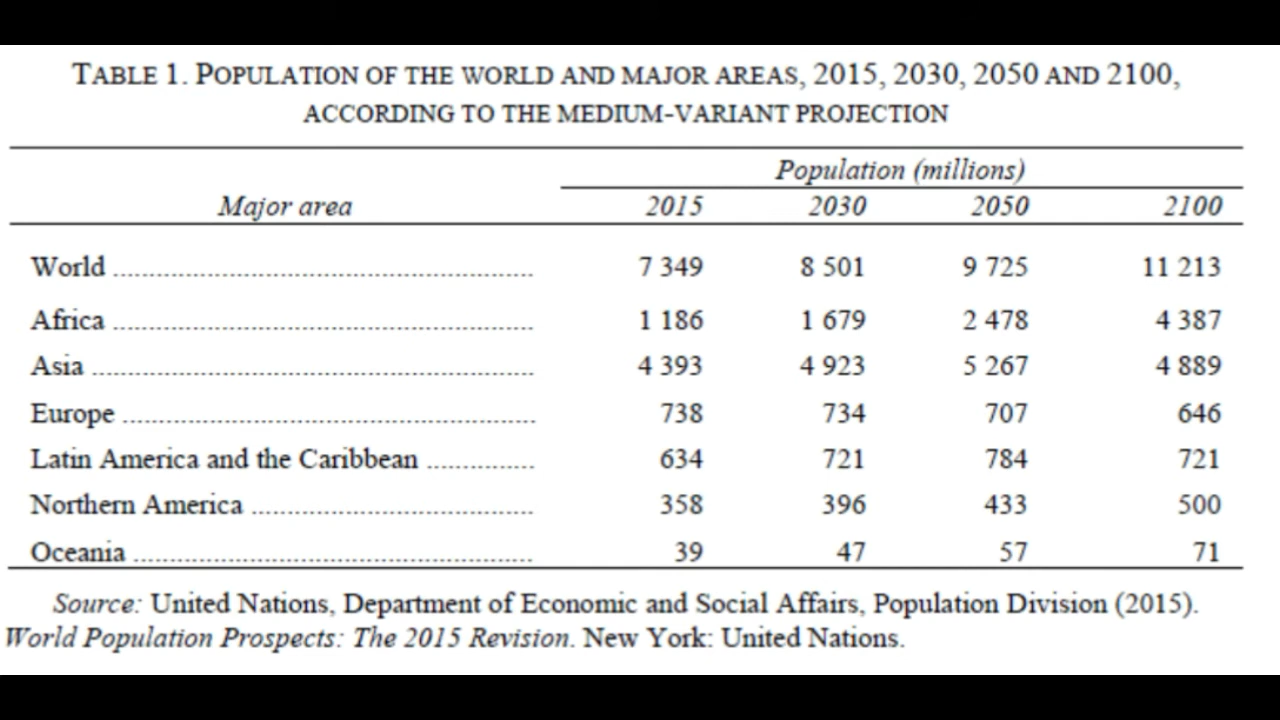 TABLE 1. POPULATION OF THE WORLD AND MAJOR AREAS, 2015, 2030, 2050 AND 2100,
ACCORDING TO THE MEDIUM-VARIANT PROJECTION
Population (millions)
Major area 2015 2030 2050 2100
World ........................................................ 7 349 8 501 9 725 11 213
Africa ........................................................ 1 186 1 679 2 478 4 387
Asia ........................................................... 4 393 4 923 5 267 4 889
Europe ....................................................... 738 734 707 646
Latin America and the Caribbean ............... 634 721 784 721
Northern America ...................................... 358 396 433 500
Oceania ..................................................... 39 47 57 71
Source: United Nations, Department of Economic and Social Affairs, Population Division (2015).
World Population Prospects: The 2015 Revision. New York: United Nations.